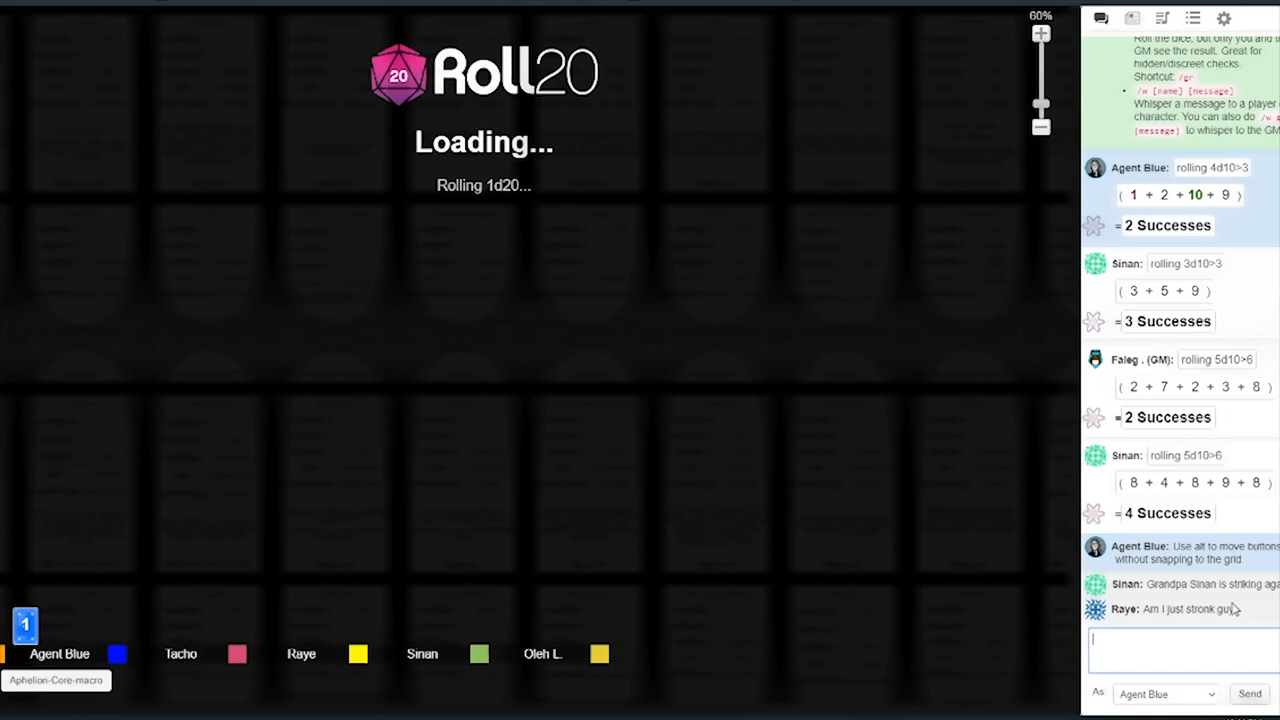 60%
20
Roll20
Loading...
Rolling 1d20...
Roll the dice, but only you and th
GM see the result. Great for
hidden/discreet checks.
Shortcut: /gr
/w [name] [message]
Whisper a message to a player
character. You can also do /w g
[message] to whisper to the GM
Agent Blue: rolling 4d10>3
( 1 + 2 + 10 + 9 )
= 2 Successes
Sinan: rolling 3d10>3
( 3 + 5 + 9 )
= 3 Successes
Faleg . (GM): rolling 5d10>6
( 2 + 7 + 2 + 3 + 8 )
= 2 Successes
Sinan: rolling 5d10>6
( 8 + 4 + 8 + 9 + 8 )
= 4 Successes
Agent Blue: Use alt to move buttons
without snapping to the grid
Sinan: Grandpa Sinan is striking aga
Raye: Am I just stronk guy
1
Agent Blue
Tacho
Raye
Sinan
Oleh L.
Aphelion-Core-macro
As:
Agent Blue
Send